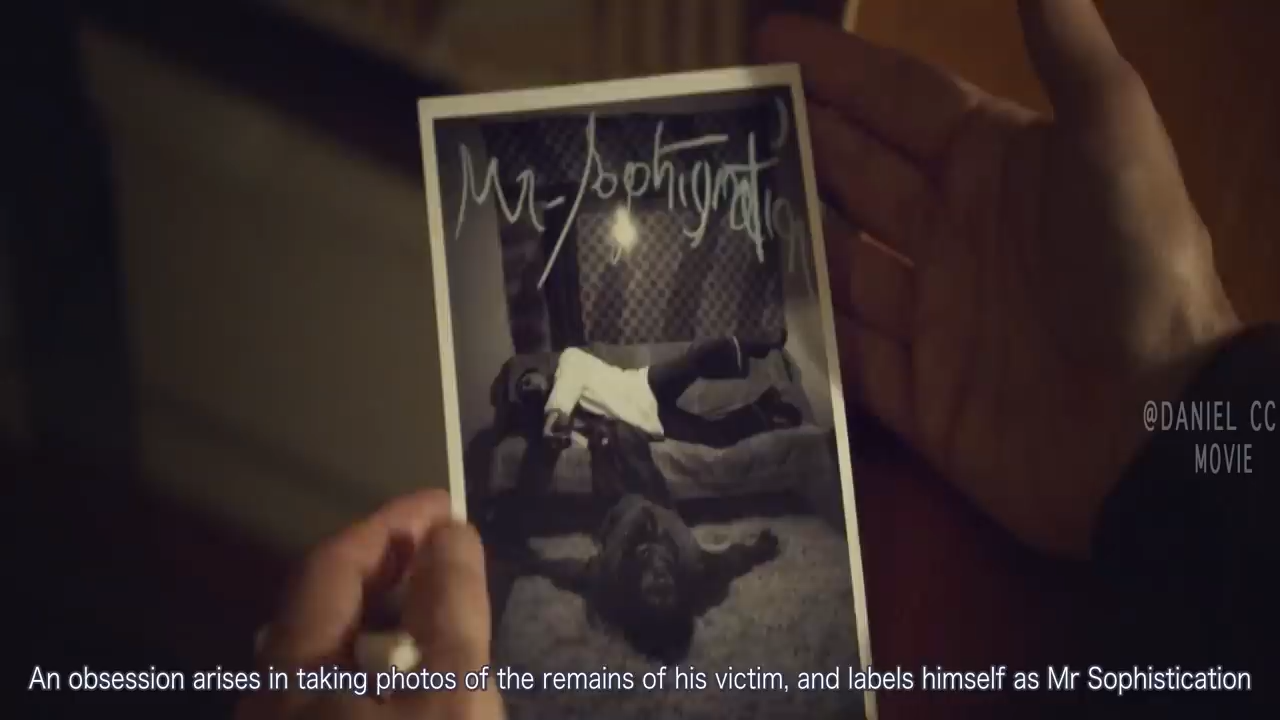 Mr-Sophistication
@DANIEL CC
MOVIE
An obsession arises in taking photos of the remains of his victim, and labels himself as Mr Sophistication